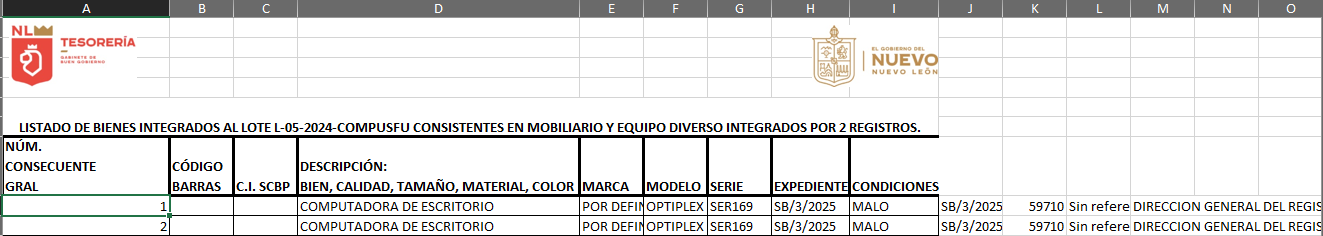 A B C D E F G H I J K L M N O
NL
TESORERÍA
GABINETE DE
BUEN GOBIERNO
EL GOBIERNO DEL
NUEVO
NUEVO LEÓN
LISTADO DE BIENES INTEGRADOS AL LOTE L-05-2024-COMPUSFU CONSISTENTES EN MOBILIARIO Y EQUIPO DIVERSO INTEGRADOS POR 2 REGISTROS.
NÚM.
CONSECUENTE CÓDIGO DESCRIPCIÓN:
GRAL BARRAS C.I. SCBP BIEN, CALIDAD, TAMAÑO, MATERIAL, COLOR MARCA MODELO SERIE EXPEDIENTE CONDICIONES
1 COMPUTADORA DE ESCRITORIO POR DEFIN OPTIPLEX SER169 SB/3/2025 MALO SB/3/2025 59710 Sin refere DIRECCION GENERAL DEL REGIS
2 COMPUTADORA DE ESCRITORIO POR DEFIN OPTIPLEX SER169 SB/3/2025 MALO SB/3/2025 59710 Sin refere DIRECCION GENERAL DEL REGIS